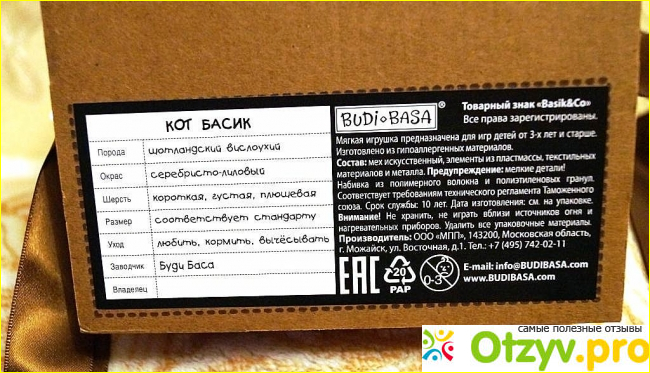 КОТ БАСИК
Порода шотландский вислоухий
Окрас серебристо-лиловый
Шерсть короткая, густая, плюшевая
Размер соответствует стандарту
Уход любить, кормить, вычёсывать
Заводчик Буди Баса
Владелец
BUDI BASA ®
Товарный знак «Basik&Co»
Все права зарегистрированы.
Мягкая игрушка предназначена для игр детей от 3-х лет и старше.
Изготовлено из гипоаллергенных материалов.
Состав: мех искусственный, элементы из пластмассы, текстильных
материалов и металла. Предупреждение: мелкие детали!
Набивка из полимерного волокна и полиэтиленовых гранул.
Соответствует требованиям технического регламента Таможенного
союза. Срок службы: 10 лет. Дата изготовления: см. на упаковке.
Внимание! Не хранить, не играть вблизи источников огня и
нагревательных приборов. Удалить все упаковочные материалы.
Производитель: ООО «МПП», 143200, Московская область,
г. Можайск, ул. Восточная, д.1. Тел.: +7 (495) 742-02-11
EAC
20
PAP
0-3
E-mail: info@BUDIBASA.com
WWW.BUDIBASA.COM
самые полезные отзывы
Otzyv.pro